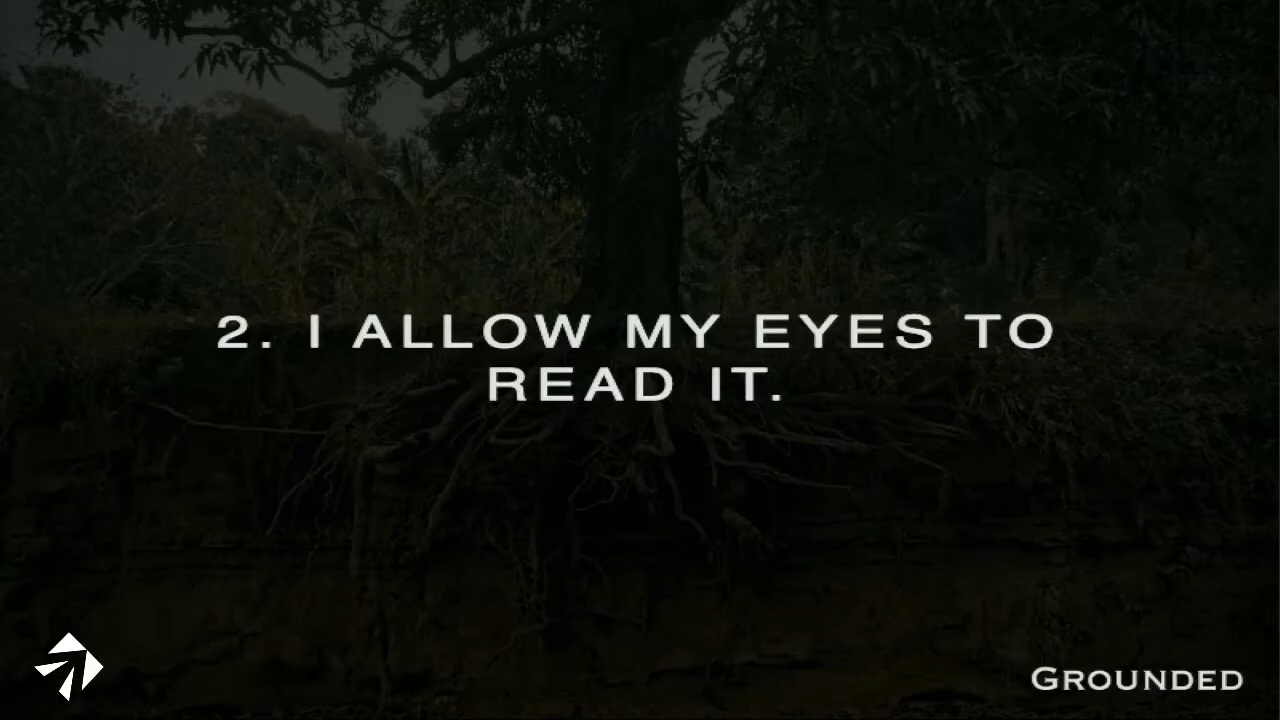 2. I ALLOW MY EYES TO
READ IT.
GROUNDED